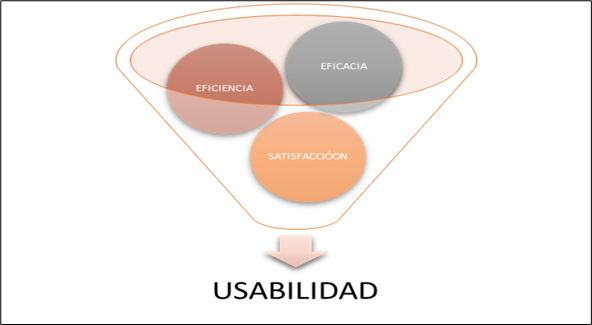 EFICACIA
EFICIENCIA
SATISFACCIÓON
USABILIDAD